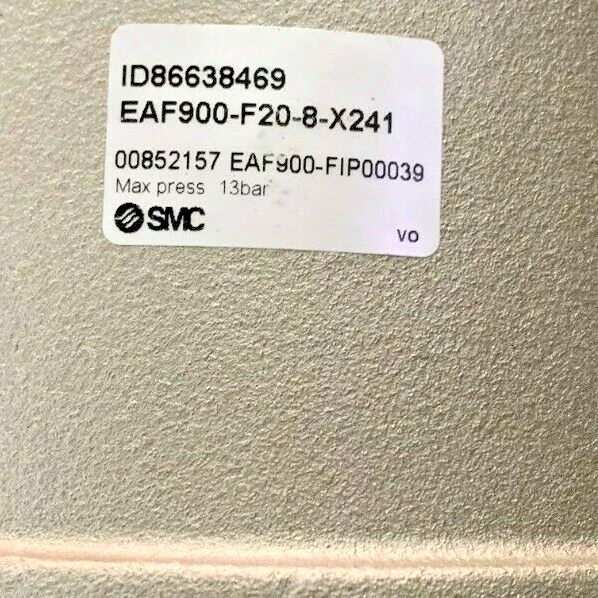 ID86638469
EAF900-F20-8-X241
00852157 EAF900-FIP00039
Max press 13bar
SMC
VO